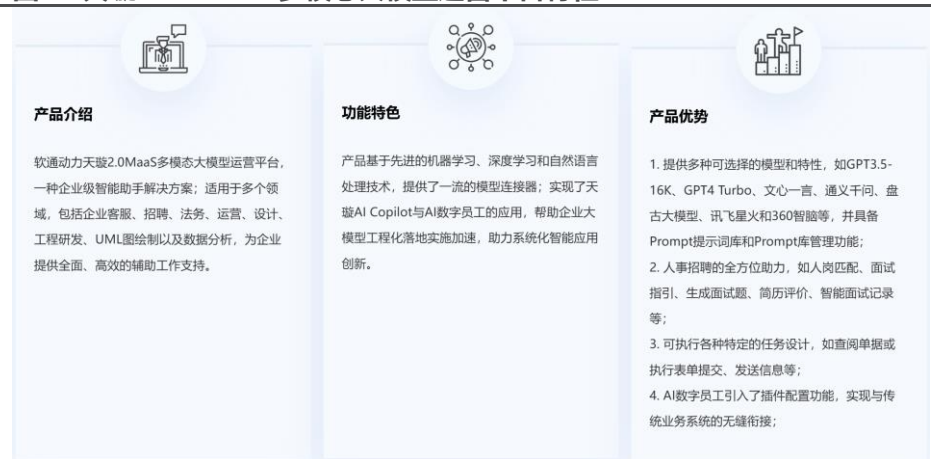 产品介绍
软通动力天璇2.0MaaS多模态大模型运营平台，
一种企业级智能助手解决方案；适用于多个领
域，包括企业客服、招聘、法务、运营、设计、
工程研发、UML图绘制以及数据分析，为企业
提供全面、高效的辅助工作支持。
功能特色
产品基于先进的机器学习、深度学习和自然语言
处理技术，提供了一流的模型连接器；实现了天
璇AI Copilot与AI数字员工的应用，帮助企业大
模型工程化落地实施加速，助力系统化智能应用
创新。
产品优势
1. 提供多种可选择的模型和特性，如GPT3.5-
16K、GPT4 Turbo、文心一言、通义千问、盘
古大模型、讯飞星火和360智脑等，并具备
Prompt提示词库和Prompt库管理功能；
2. 人事招聘的全方位助力，如人岗匹配、面试
指引、生成面试题、简历评价、智能面试记录
等；
3. 可执行各种特定的任务设计，如查阅单据或
执行表单提交、发送信息等；
4. AI数字员工引入了插件配置功能，实现与传
统业务系统的无缝衔接；